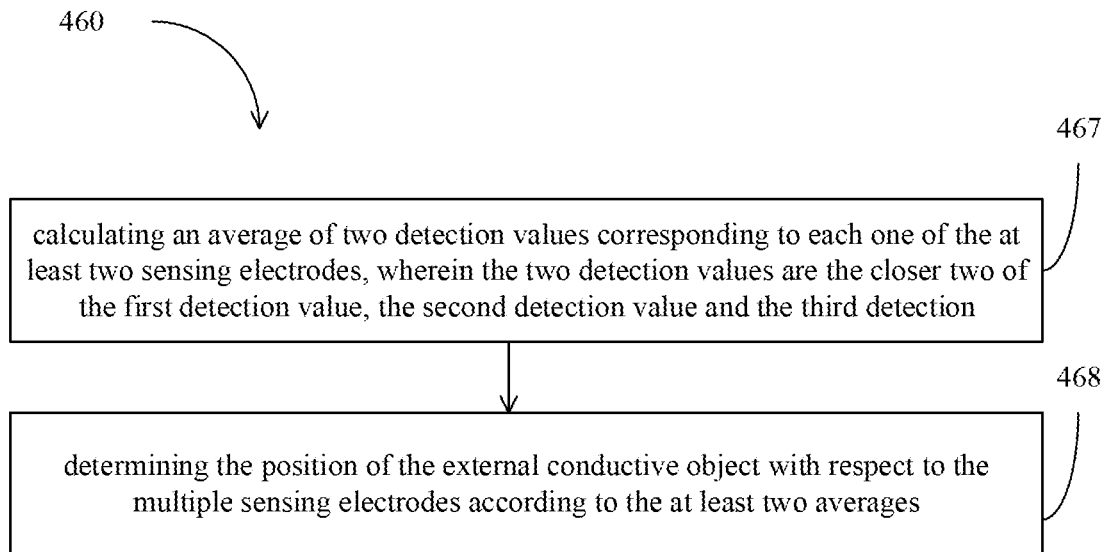 460
467
calculating an average of two detection values corresponding to each one of the at
least two sensing electrodes, wherein the two detection values are the closer two of
the first detection value, the second detection value and the third detection
468
determining the position of the external conductive object with respect to the
multiple sensing electrodes according to the at least two averages